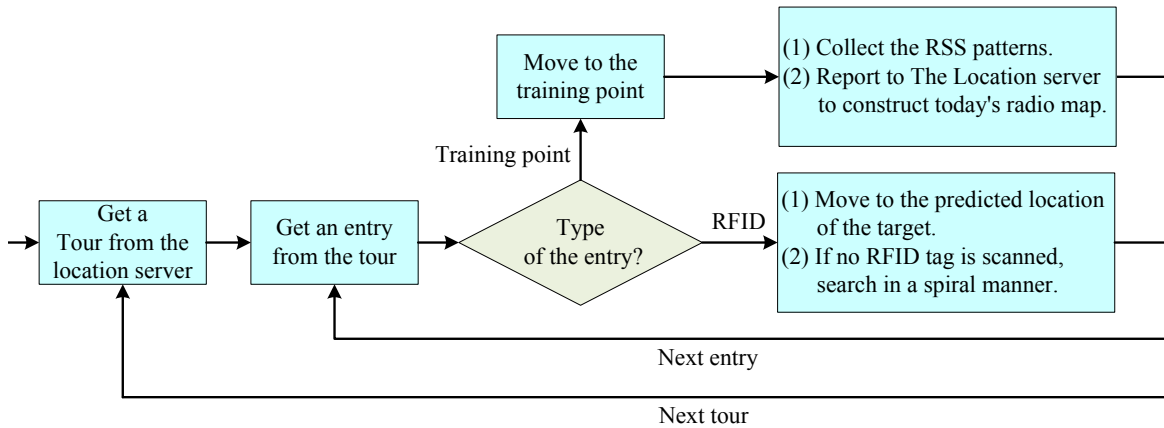 Move to the
training point
(1) Collect the RSS patterns.
(2) Report to The Location server
to construct today's radio map.
Training point
Get a
Tour from the
location server
Get an entry
from the tour
Type
of the entry?
RFID
(1) Move to the predicted location
of the target.
(2) If no RFID tag is scanned,
search in a spiral manner.
Next entry
Next tour